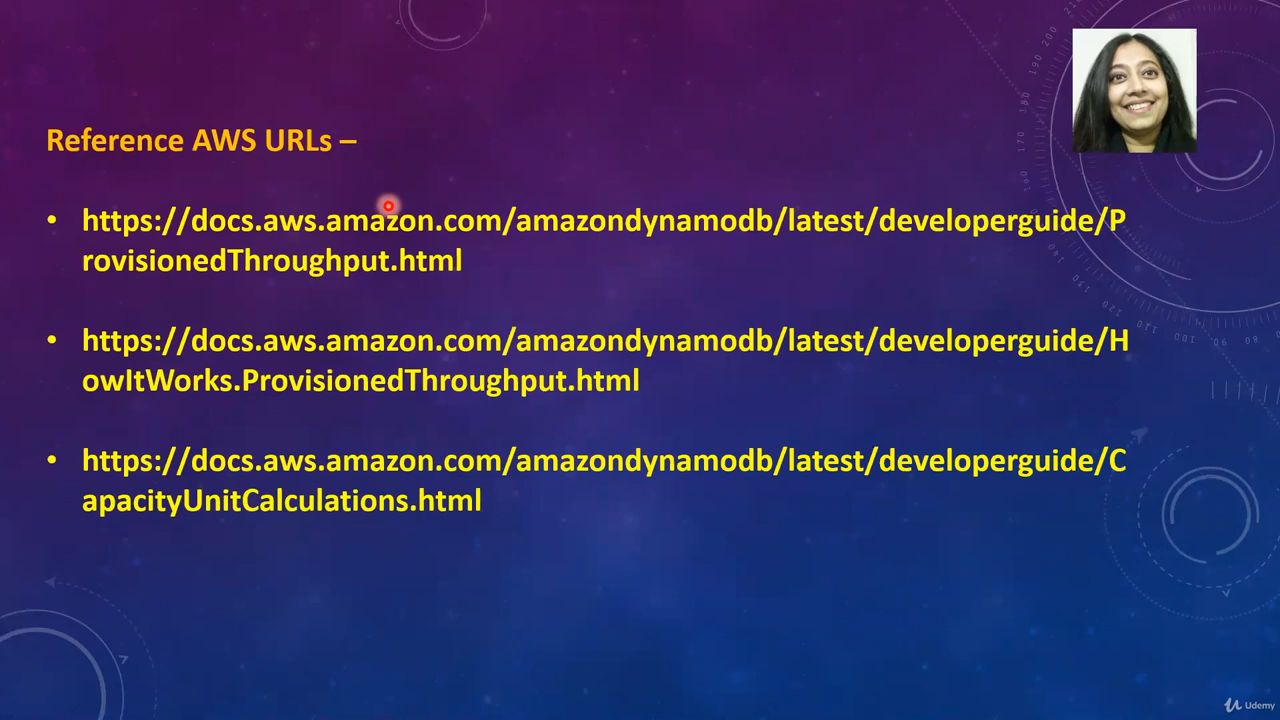 Reference AWS URLs –
• https://docs.aws.amazon.com/amazondynamodb/latest/developerguide/P
rovisionedThroughput.html
• https://docs.aws.amazon.com/amazondynamodb/latest/developerguide/H
owItWorks.ProvisionedThroughput.html
• https://docs.aws.amazon.com/amazondynamodb/latest/developerguide/C
apacityUnitCalculations.html
Udemy